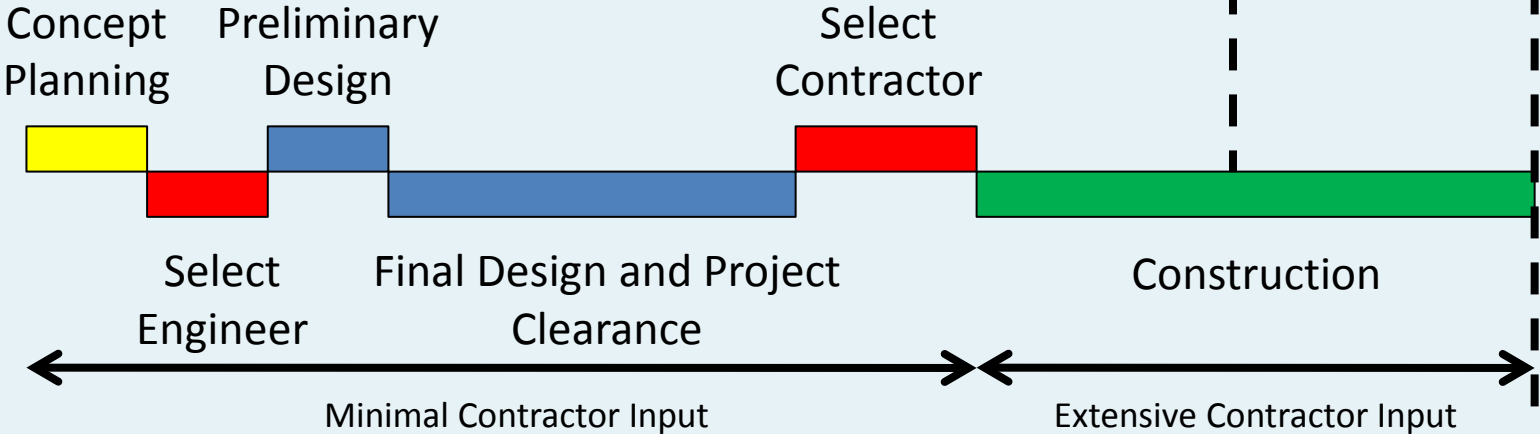 Concept
Planning
Preliminary
Design
Select
Contractor
Select
Engineer
Final Design and Project
Clearance
Construction
Minimal Contractor Input
Extensive Contractor Input